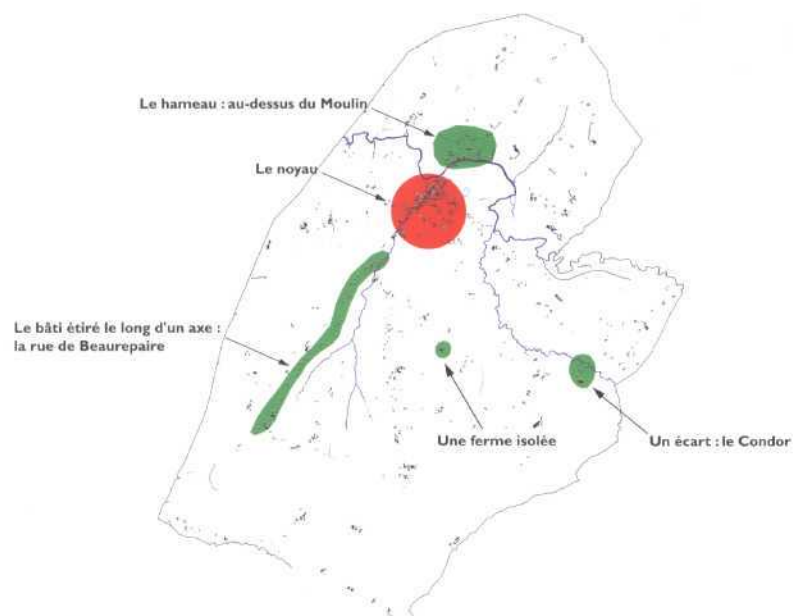 Le hameau : au-dessus du Moulin
Le noyau
Le bâti étiré le long d'un axe :
la rue de Beaurepaire
Une ferme isolée
Un écart : le Condor